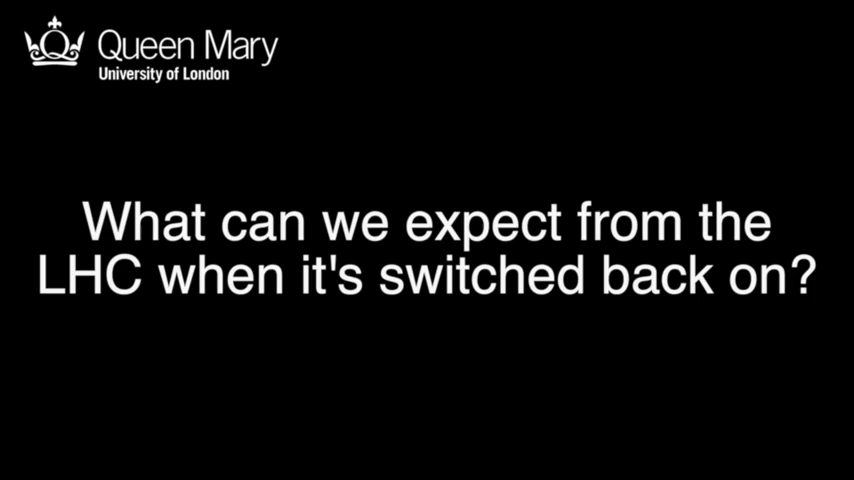 Queen Mary
University of London
What can we expect from the
LHC when it's switched back on?